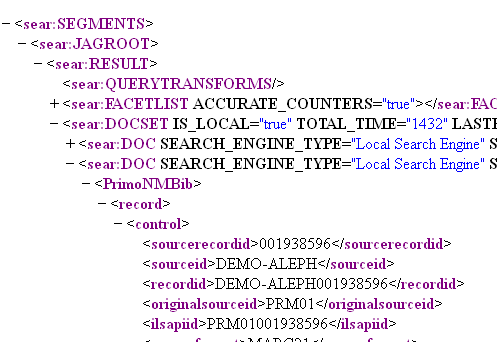 − <sear:SEGMENTS>
− <sear:JAGROOT>
− <sear:RESULT>
<sear:QUERYTRANSFORMS/>
+ <sear:FACETLIST ACCURATE_COUNTERS="true"></sear:FAC
− <sear:DOCSET IS_LOCAL="true" TOTAL_TIME="1432" LAST
+ <sear:DOC SEARCH_ENGINE_TYPE="Local Search Engine" S
− <sear:DOC SEARCH_ENGINE_TYPE="Local Search Engine" S
− <PrimoNMBib>
− <record>
− <control>
<sourcerecordid>001938596</sourcerecordid>
<sourceid>DEMO-ALEPH</sourceid>
<recordid>DEMO-ALEPH001938596</recordid>
<originalsourceid>PRM01</originalsourceid>
<ilsapiid>PRM01001938596</ilsapiid>